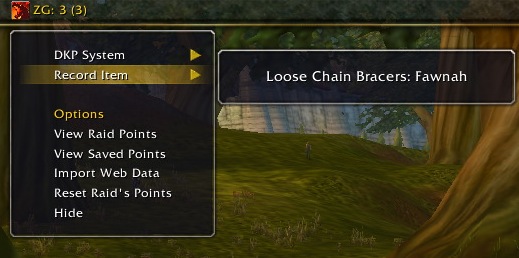 ZG: 3 (3)
DKP System
Record Item
Loose Chain Bracers: Fawnah
Options
View Raid Points
View Saved Points
Import Web Data
Reset Raid's Points
Hide